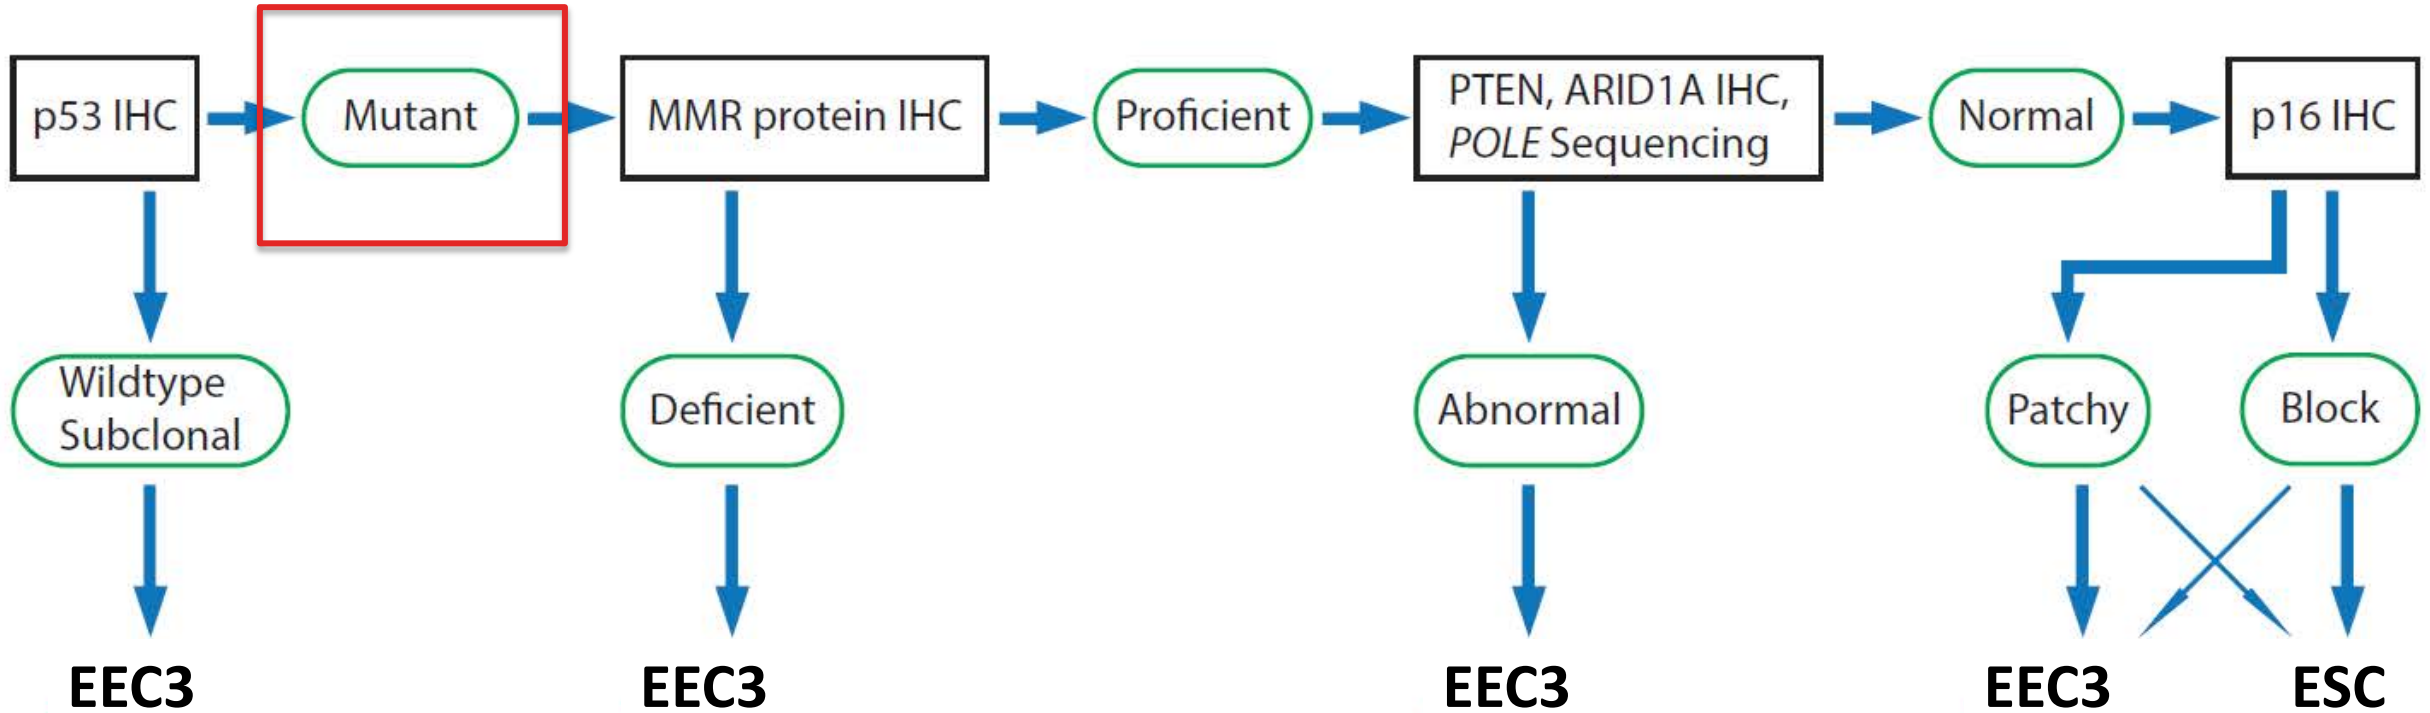 p53 IHC
Mutant
MMR protein IHC
Proficient
PTEN, ARID1A IHC,
POLE Sequencing
Normal
p16 IHC
Wildtype
Subclonal
Deficient
Abnormal
Patchy
Block
EEC3
EEC3
EEC3
EEC3
ESC